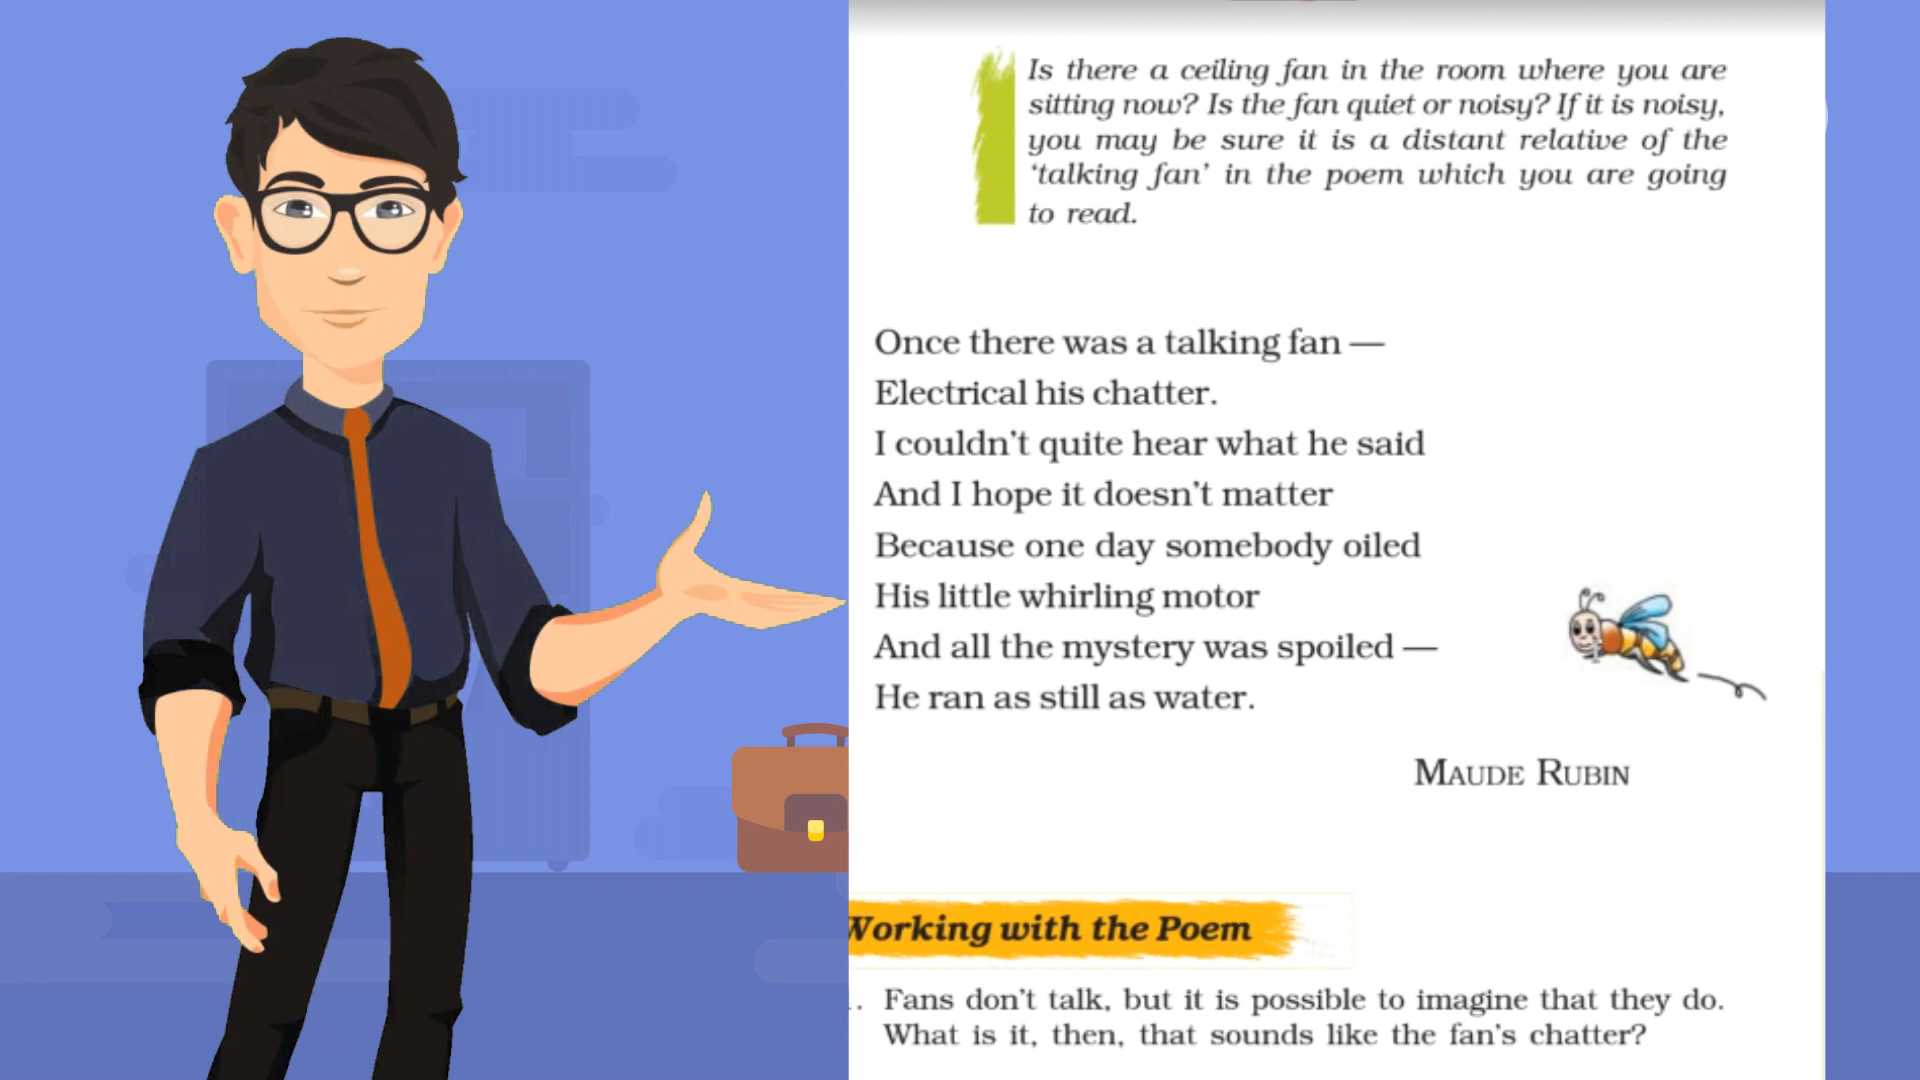 Is there a ceiling fan in the room where you are
sitting now? Is the fan quiet or noisy? If it is noisy,
you may be sure it is a distant relative of the
‘talking fan’ in the poem which you are going
to read.
Once there was a talking fan —
Electrical his chatter.
I couldn’t quite hear what he said
And I hope it doesn’t matter
Because one day somebody oiled
His little whirling motor
And all the mystery was spoiled —
He ran as still as water.
MAUDE RUBIN
Working with the Poem
. Fans don’t talk, but it is possible to imagine that they do.
What is it, then, that sounds like the fan’s chatter?